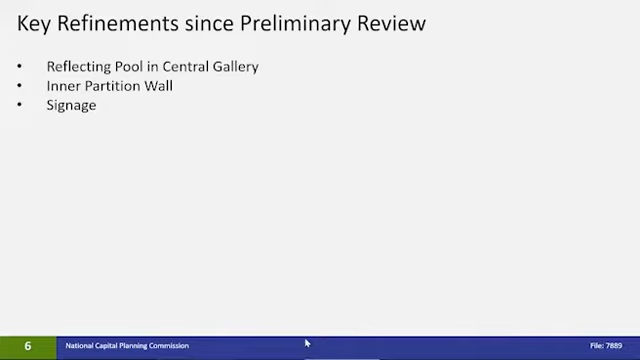 Key Refinements since Preliminary Review
• Reflecting Pool in Central Gallery
• Inner Partition Wall
• Signage
6 National Capital Planning Commission File: 7889